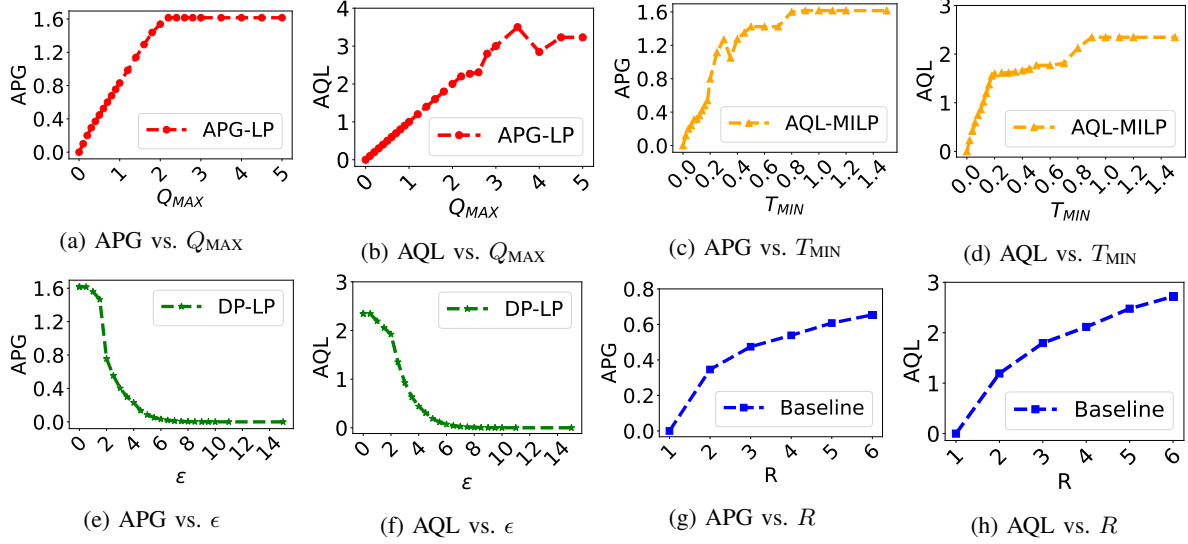 APG
1.6
1.2
0.8
0.4
0.0
APG-LP
0 1 2 3 4 5
Q_MAX
(a) APG vs. Q_MAX
AQL
4
3
2
1
0
APG-LP
0 1 2 3 4 5
Q_MAX
(b) AQL vs. Q_MAX
APG
1.6
1.2
0.8
0.4
0.0
AQL-MILP
0.0 0.2 0.4 0.6 0.8 1.0 1.2 1.5
T_MIN
(c) APG vs. T_MIN
AQL
3
2
1
0
AQL-MILP
0.0 0.2 0.4 0.6 0.8 1.0 1.2 1.5
T_MIN
(d) AQL vs. T_MIN
APG
1.6
1.2
0.8
0.4
0.0
DP-LP
0 2 4 6 8 10 12 14
ε
(e) APG vs. ϵ
AQL
3
2
1
0
DP-LP
0 2 4 6 8 10 12 14
ε
(f) AQL vs. ϵ
APG
0.8
0.6
0.4
0.2
0.0
Baseline
1 2 3 4 5 6
R
(g) APG vs. R
AQL
3
2
1
0
Baseline
1 2 3 4 5 6
R
(h) AQL vs. R